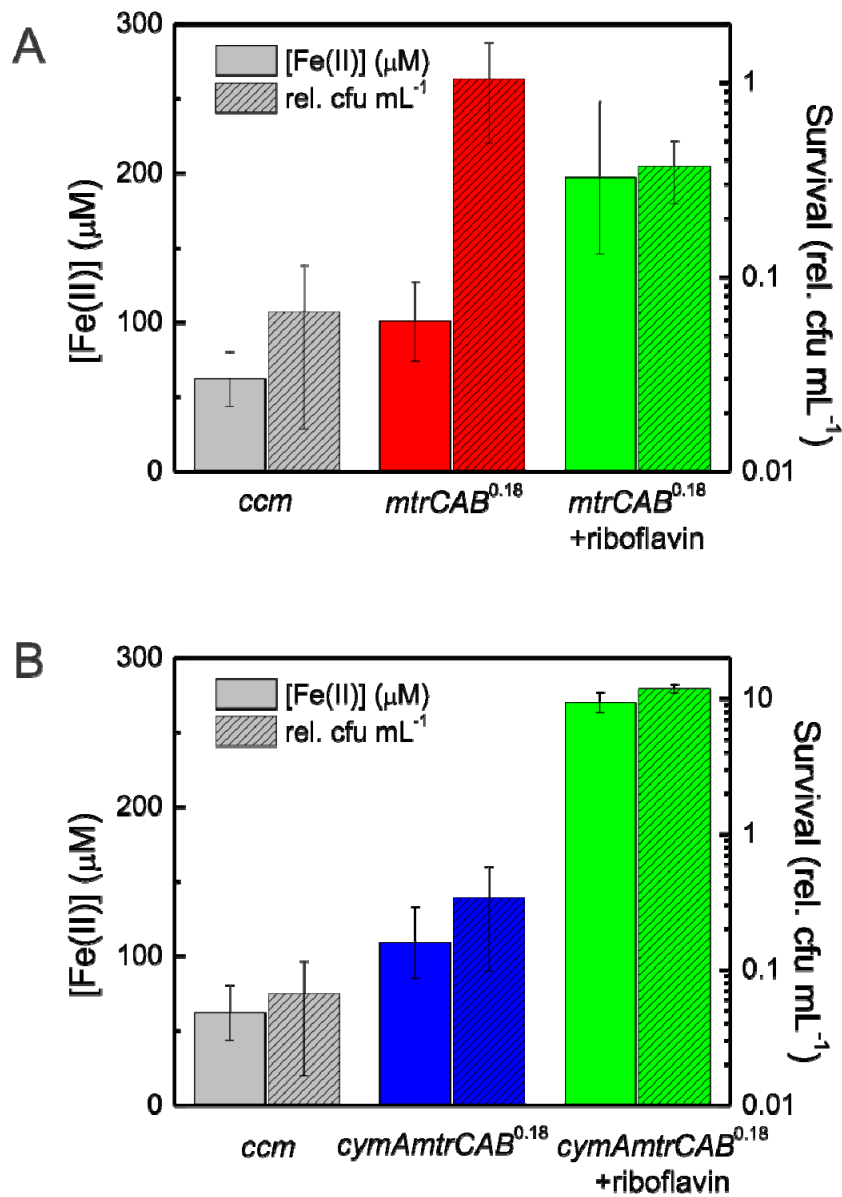 A
300
200
100
0
[Fe(II)] (μM)
[Fe(II)] (μM)
rel. cfu mL⁻¹
1
0.1
0.01
Survival (rel. cfu mL⁻¹)
ccm
mtrCAB⁰·¹⁸
mtrCAB⁰·¹⁸
+riboflavin
B
300
200
100
0
[Fe(II)] (μM)
[Fe(II)] (μM)
rel. cfu mL⁻¹
10
1
0.1
0.01
Survival (rel. cfu mL⁻¹)
ccm
cymAmtrCAB⁰·¹⁸
cymAmtrCAB⁰·¹⁸
+riboflavin